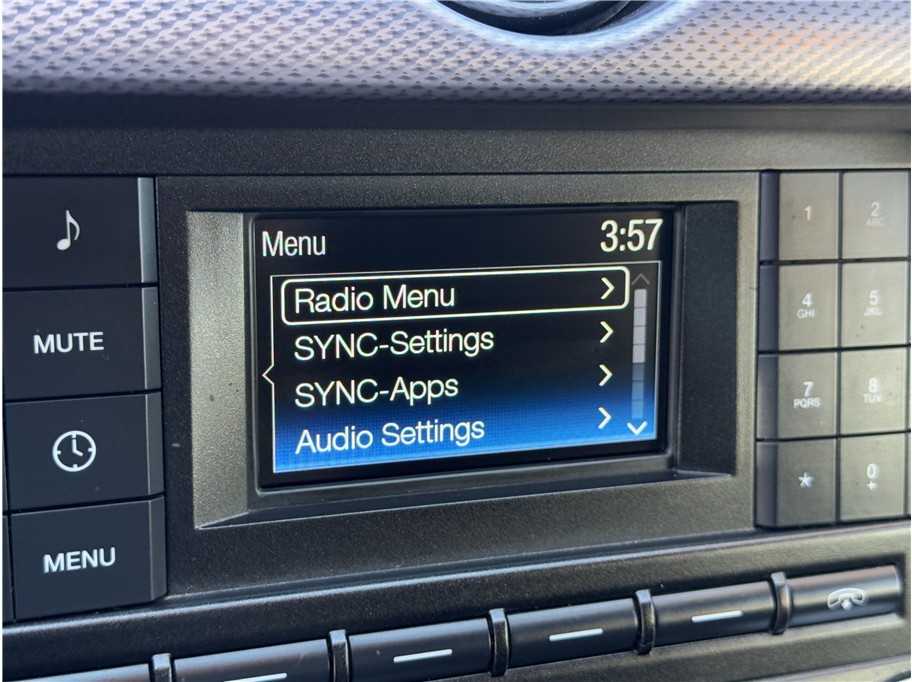 Menu 3:57
Radio Menu
SYNC-Settings
SYNC-Apps
Audio Settings
MUTE
MENU
1
2
ABC
4
GHI
5
JKL
7
PQRS
8
TUV
*
0
+